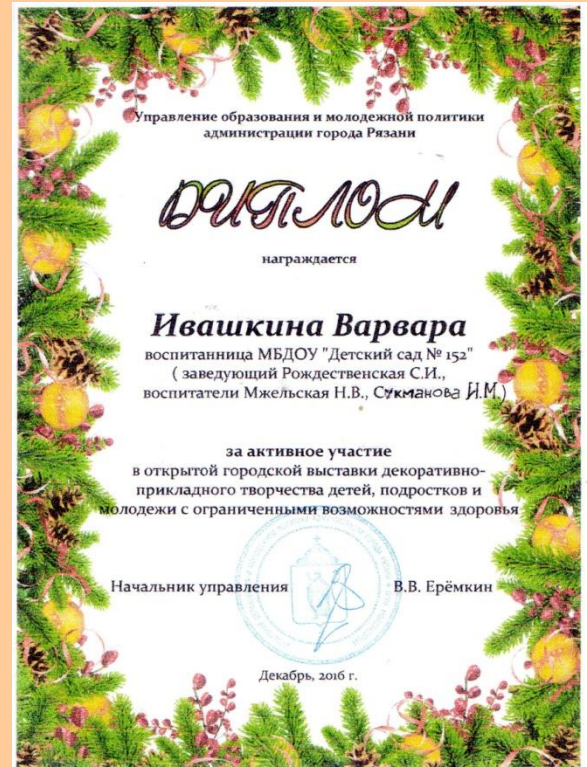 Управление образования и молодежной политики
администрации города Рязани
ДИПЛОМ
награждается
Ивашкина Варвара
воспитанница МБДОУ "Детский сад № 152"
( заведующий Рождественская С.И.,
воспитатели Мжельская Н.В., Сукманова И.М.)
за активное участие
в открытой городской выставки декоративно-
прикладного творчества детей, подростков и
молодежи с ограниченными возможностями здоровья
Начальник управления В.В. Ерёмкин
Декабрь, 2016 г.